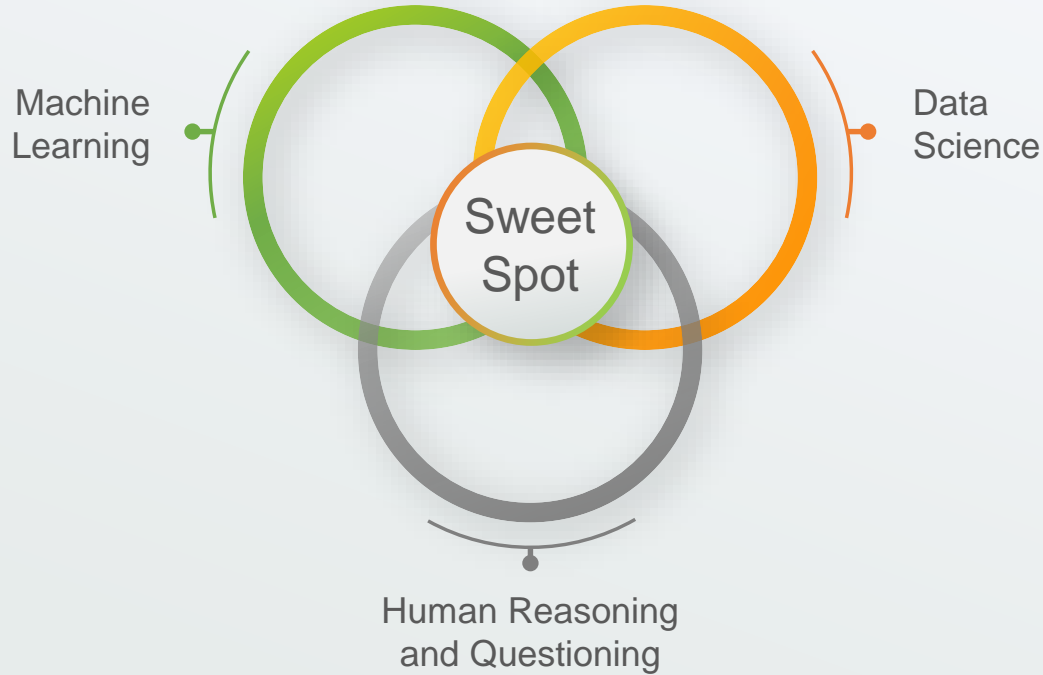 Machine
Learning
Data
Science
Sweet
Spot
Human Reasoning
and Questioning